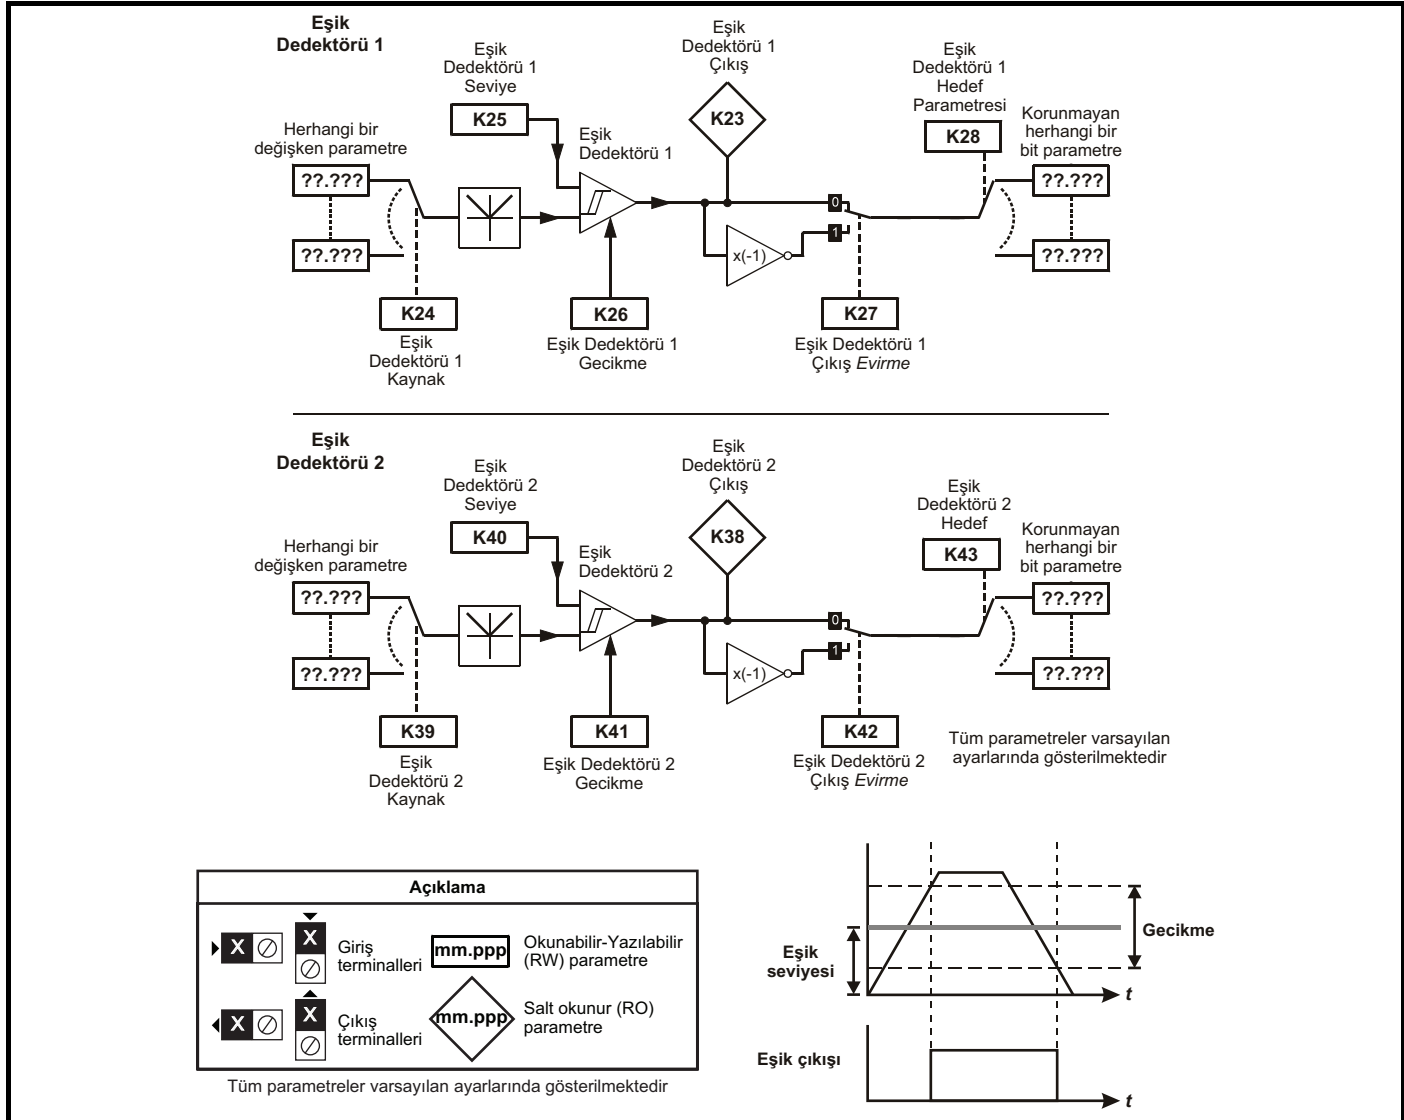 Eşik
Dedektörü 1
Eşik
Dedektörü 1
Seviye
K25
Eşik
Dedektörü 1
Çıkış
K23
Eşik
Dedektörü 1
Hedef
Parametresi
K28
Herhangi bir
değişken parametre
??.???
??.???
Eşik
Dedektörü 1
Korunmayan
herhangi bir
bit parametre
??.???
??.???
0
1
x(-1)
K24
Eşik
Dedektörü 1
Kaynak
K26
Eşik Dedektörü 1
Gecikme
K27
Eşik Dedektörü 1
Çıkış Evirme
Eşik
Dedektörü 2
Eşik
Dedektörü 2
Seviye
K40
Eşik
Dedektörü 2
Çıkış
K38
Eşik
Dedektörü 2
Hedef
K43
Herhangi bir
değişken parametre
??.???
??.???
Eşik
Dedektörü 2
Korunmayan
herhangi bir
bit parametre
??.???
??.???
0
1
x(-1)
K39
Eşik
Dedektörü 2
Kaynak
K41
Eşik Dedektörü 2
Gecikme
K42
Eşik Dedektörü 2
Çıkış Evirme
Tüm parametreler varsayılan
ayarlarında gösterilmektedir
Açıklama
X
X
Giriş
terminalleri
mm.ppp
Okunabilir-Yazılabilir
(RW) parametre
X
X
Çıkış
terminalleri
mm.ppp
Salt okunur (RO)
parametre
Tüm parametreler varsayılan ayarlarında gösterilmektedir
Eşik
seviyesi
Gecikme
t
Eşik çıkışı
t